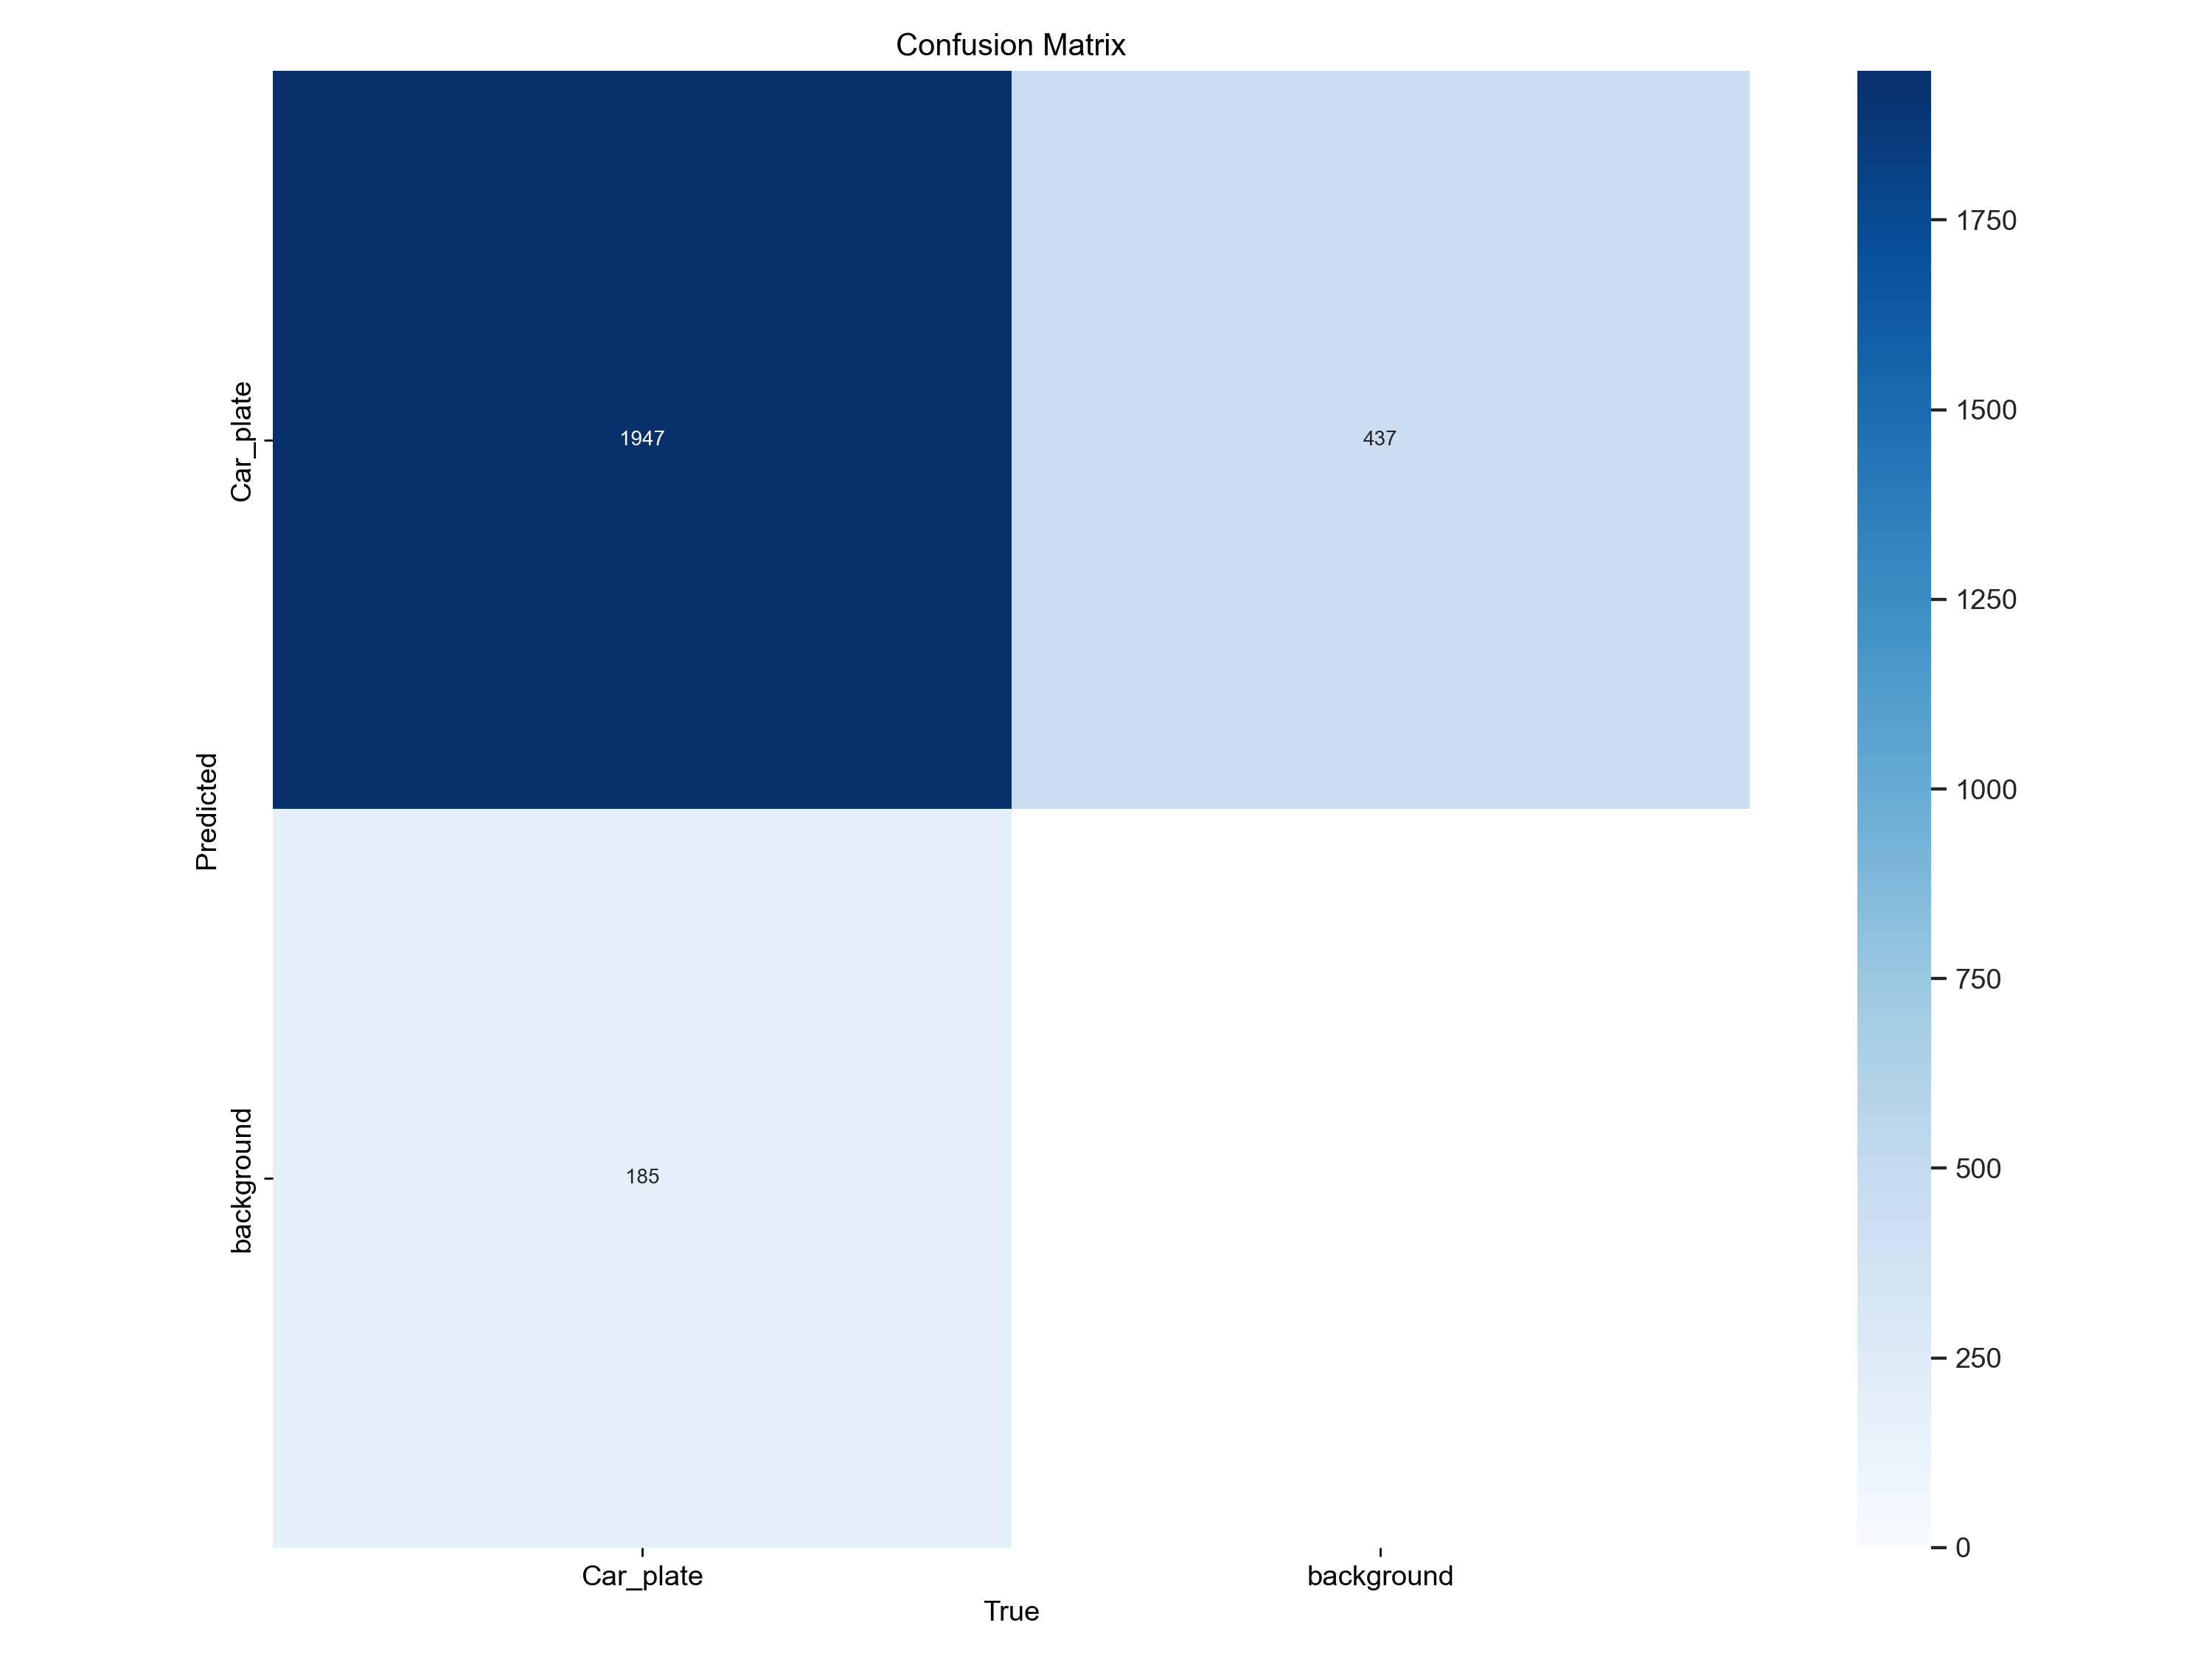 Confusion Matrix
Car_plate
1947
437
Predicted
background
185
Car_plate
background
True
1750
1500
1250
1000
750
500
250
0